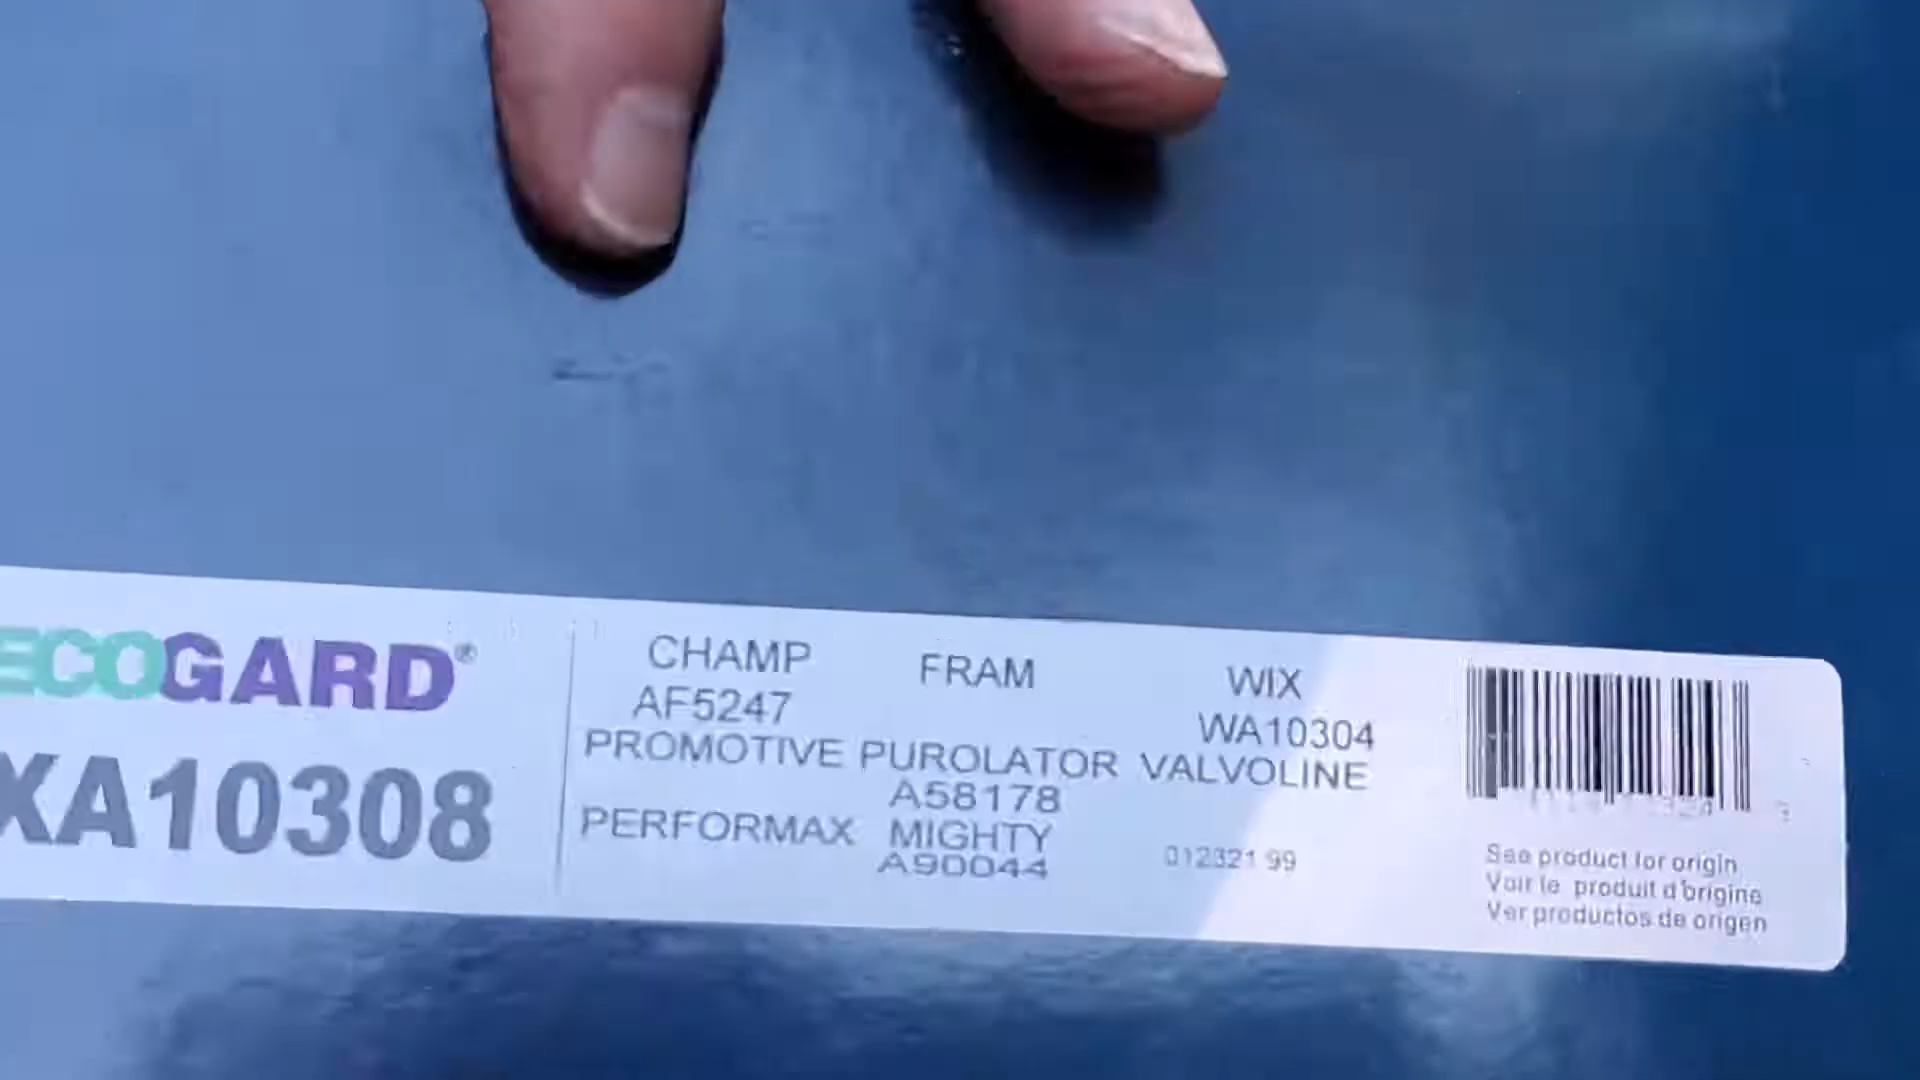 ECOGARD®
XA10308
CHAMP FRAM WIX
AF5247 WA10304
PROMOTIVE PUROLATOR VALVOLINE
A58178
PERFORMAX MIGHTY
A90044 012321 99
See product for origin
Voir le produit d'origine
Ver productos de origen